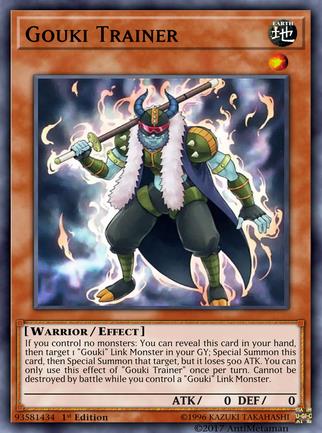 Gouki Trainer
EARTH
地
[Warrior / Effect]
If you control no monsters: You can reveal this card in your hand,
then target 1 "Gouki" Link Monster in your GY; Special Summon this
card, then Special Summon that target, but it loses 500 ATK. You can
only use this effect of "Gouki Trainer" once per turn. Cannot be
destroyed by battle while you control a "Gouki" Link Monster.
ATK/ 0 DEF/ 0
93581434 1st Edition ©1996 KAZUKI TAKAHASHI
©2017 AntiMetaman